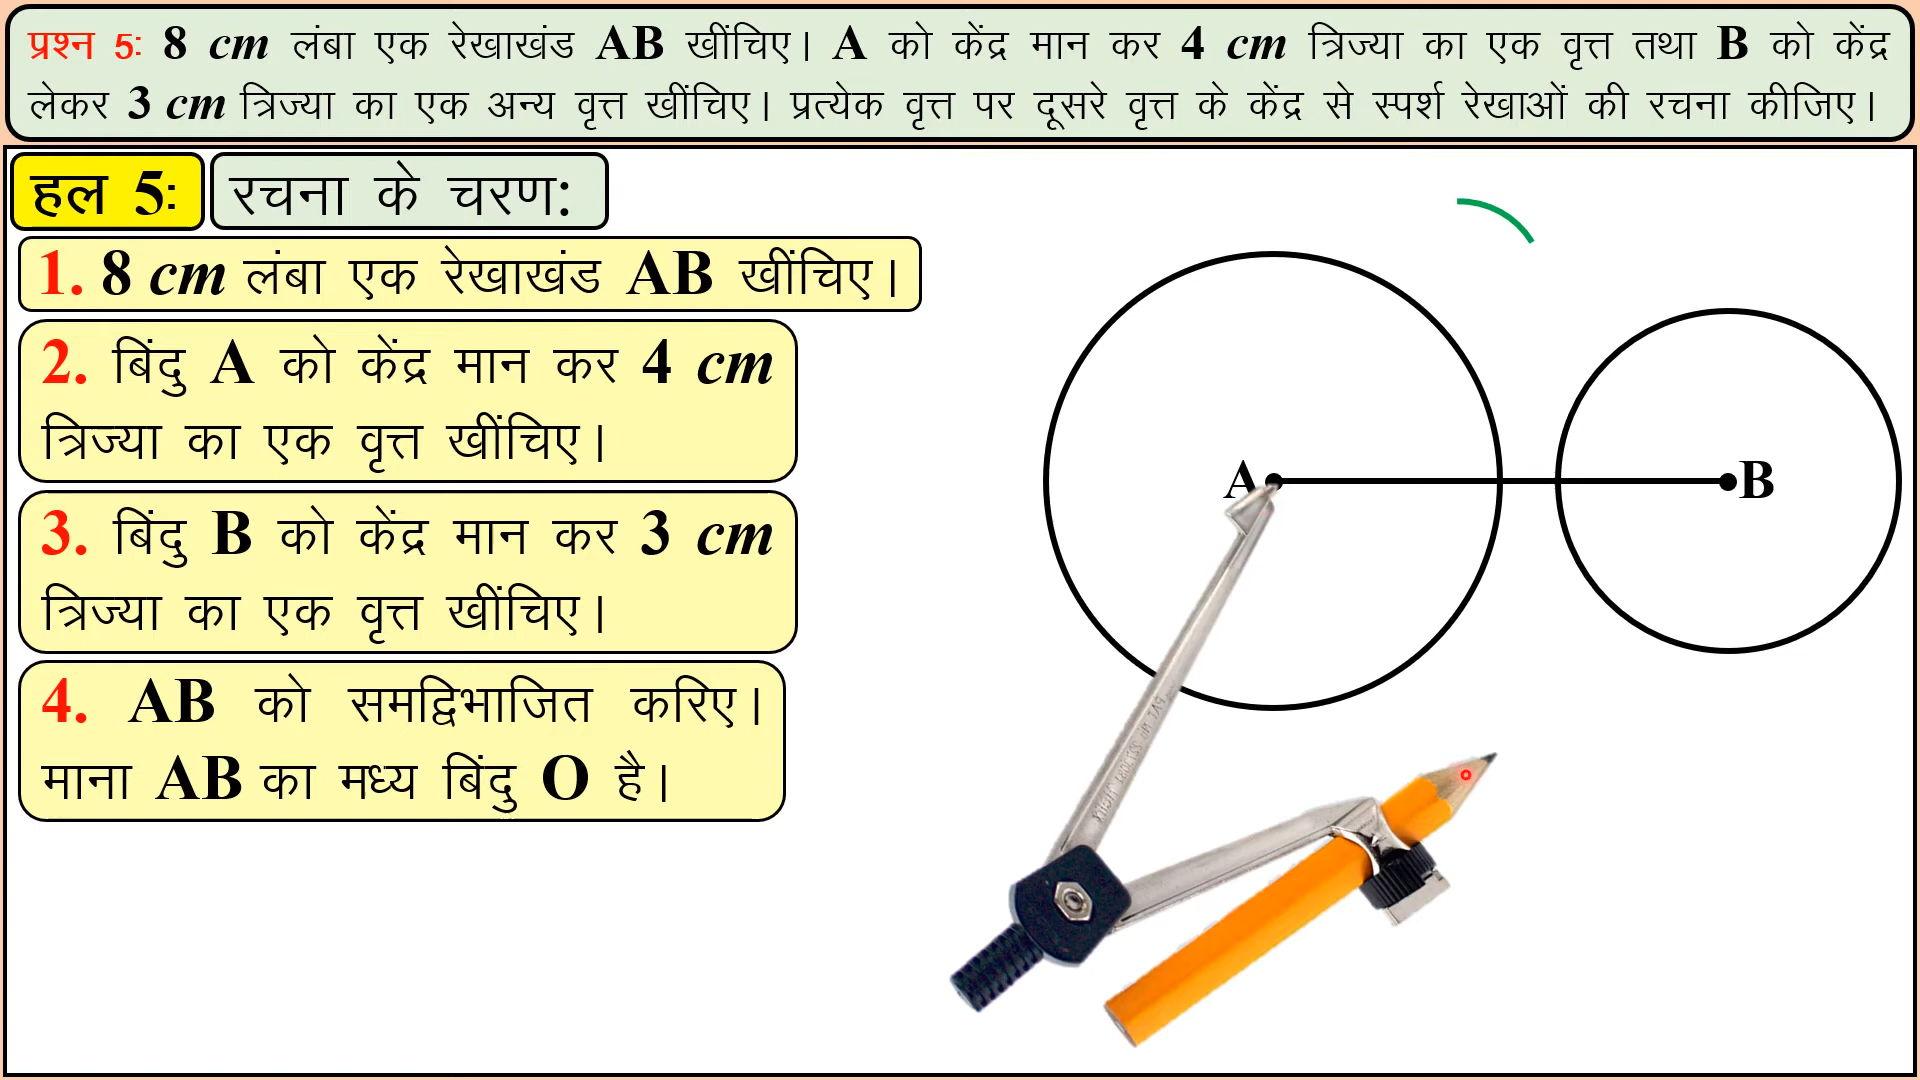 प्रश्न 5: 8 cm लंबा एक रेखाखंड AB खींचिए। A को केंद्र मान कर 4 cm त्रिज्या का एक वृत्त तथा B को केंद्र
लेकर 3 cm त्रिज्या का एक अन्य वृत्त खींचिए। प्रत्येक वृत्त पर दूसरे वृत्त के केंद्र से स्पर्श रेखाओं की रचना कीजिए।
हल 5: रचना के चरण:
1. 8 cm लंबा एक रेखाखंड AB खींचिए।
2. बिंदु A को केंद्र मान कर 4 cm
त्रिज्या का एक वृत्त खींचिए।
3. बिंदु B को केंद्र मान कर 3 cm
त्रिज्या का एक वृत्त खींचिए।
4. AB को समद्विभाजित करिए।
माना AB का मध्य बिंदु O है।
A B